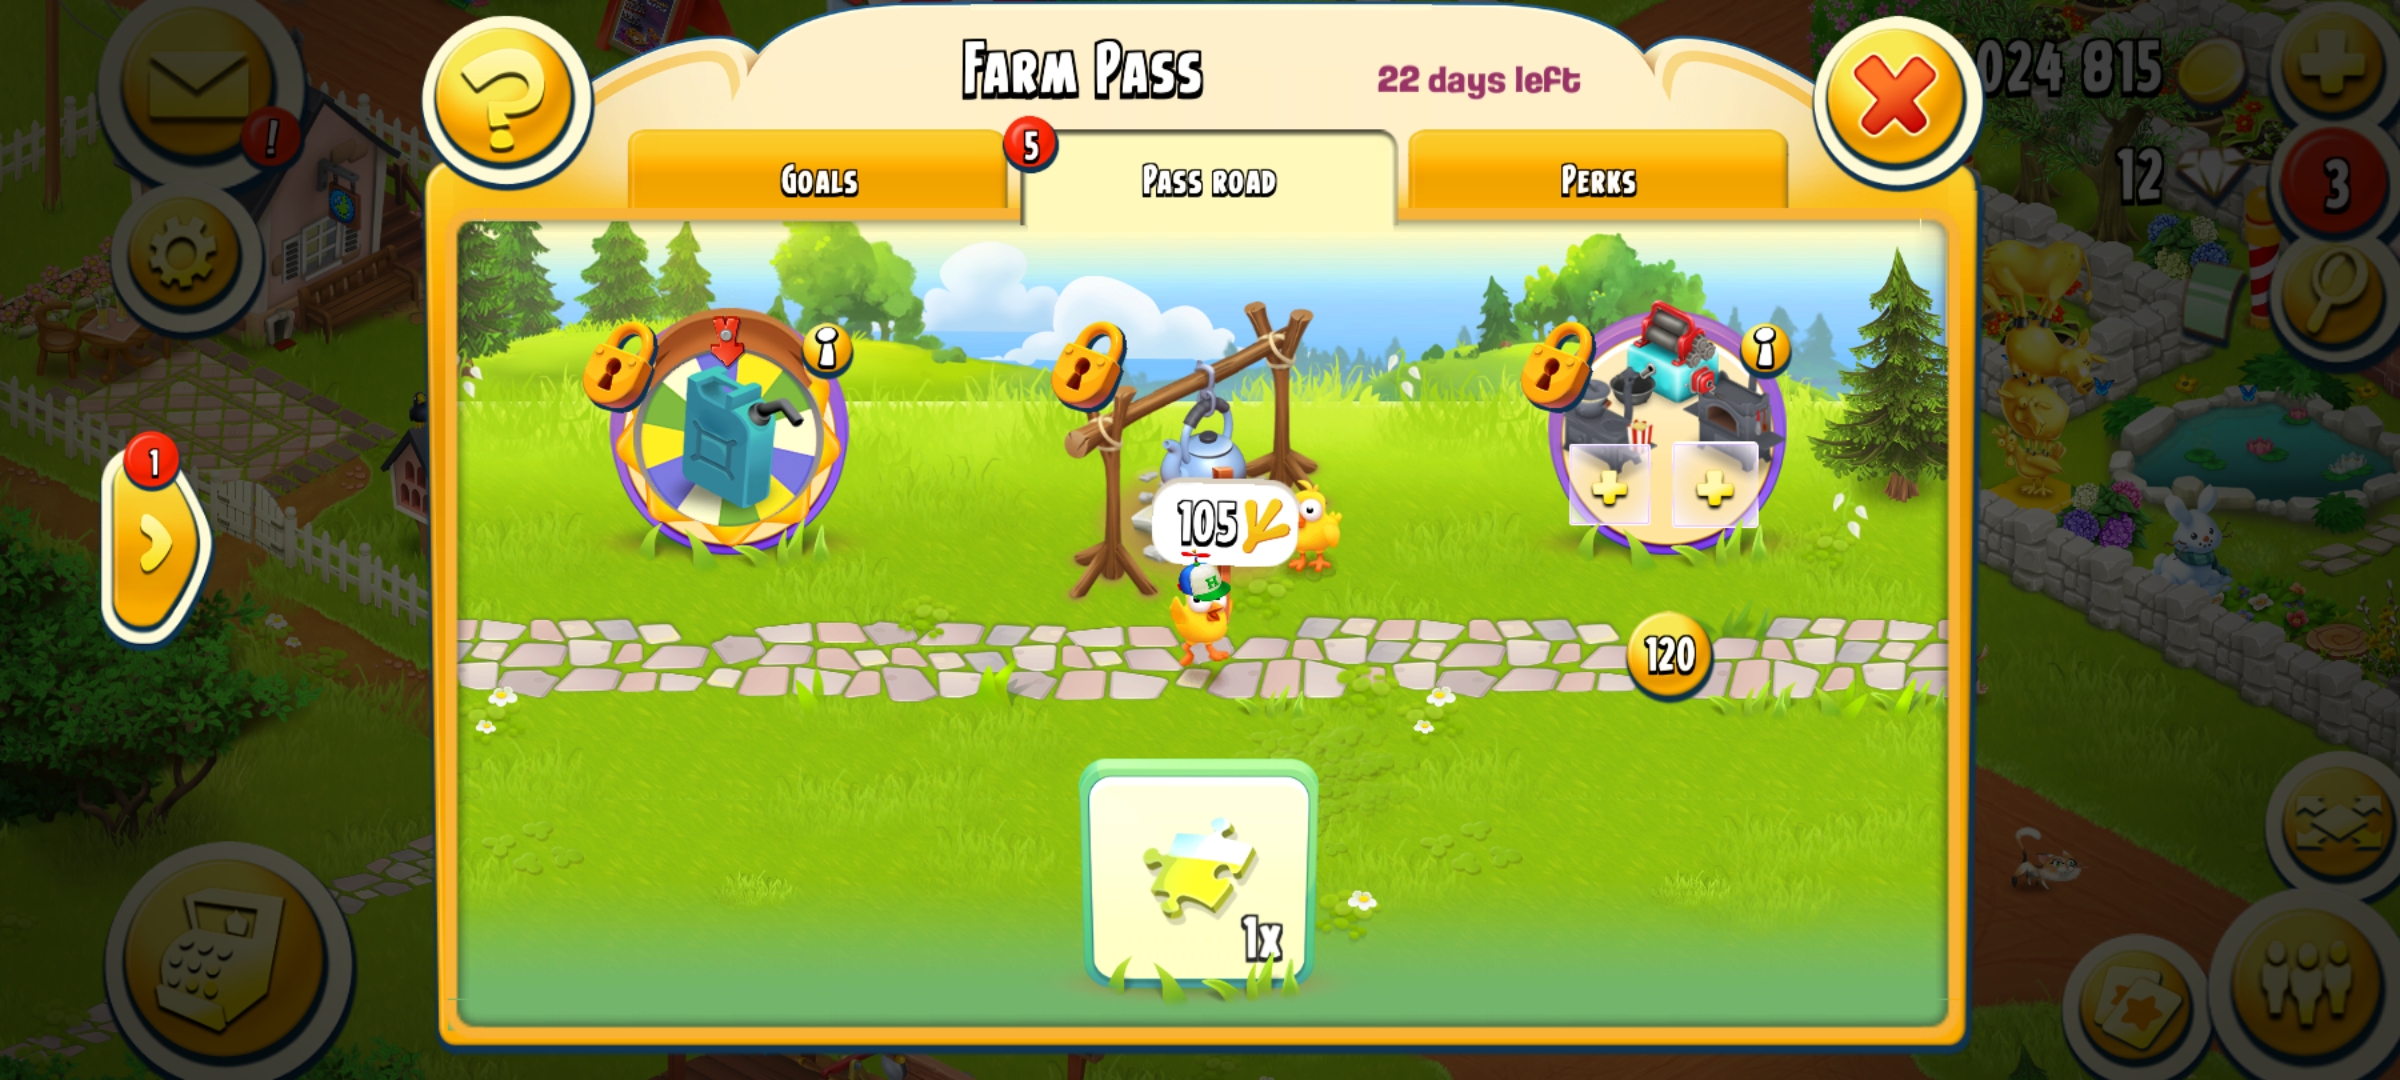 FARM PASS
22 days left
024 815
!
5
GOALS
PASS ROAD
PERKS
12
3
1
105
H
120
1x